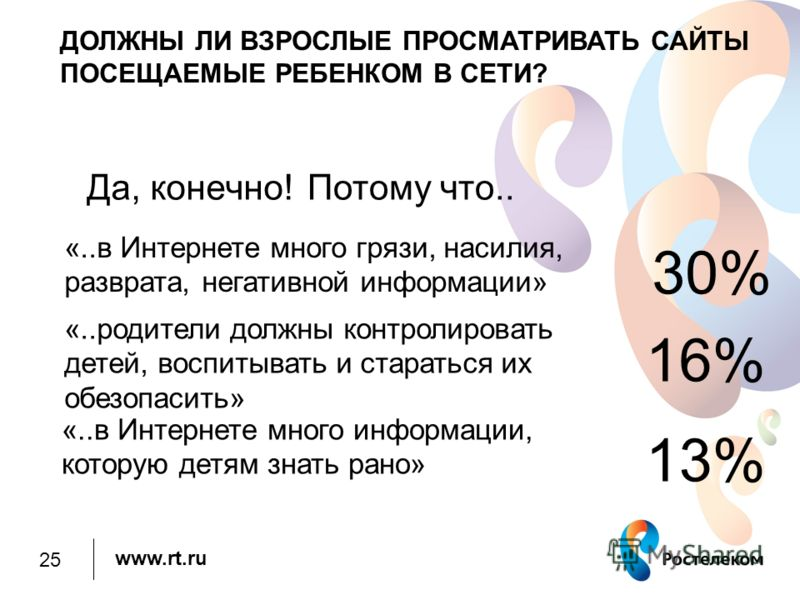 ДОЛЖНЫ ЛИ ВЗРОСЛЫЕ ПРОСМАТРИВАТЬ САЙТЫ
ПОСЕЩАЕМЫЕ РЕБЕНКОМ В СЕТИ?
Да, конечно! Потому что..
«..в Интернете много грязи, насилия,
разврата, негативной информации»
30%
«..родители должны контролировать
детей, воспитывать и стараться их
обезопасить»
16%
«..в Интернете много информации,
которую детям знать рано»
13%
25
www.rt.ru
MyShared
Ростелеком